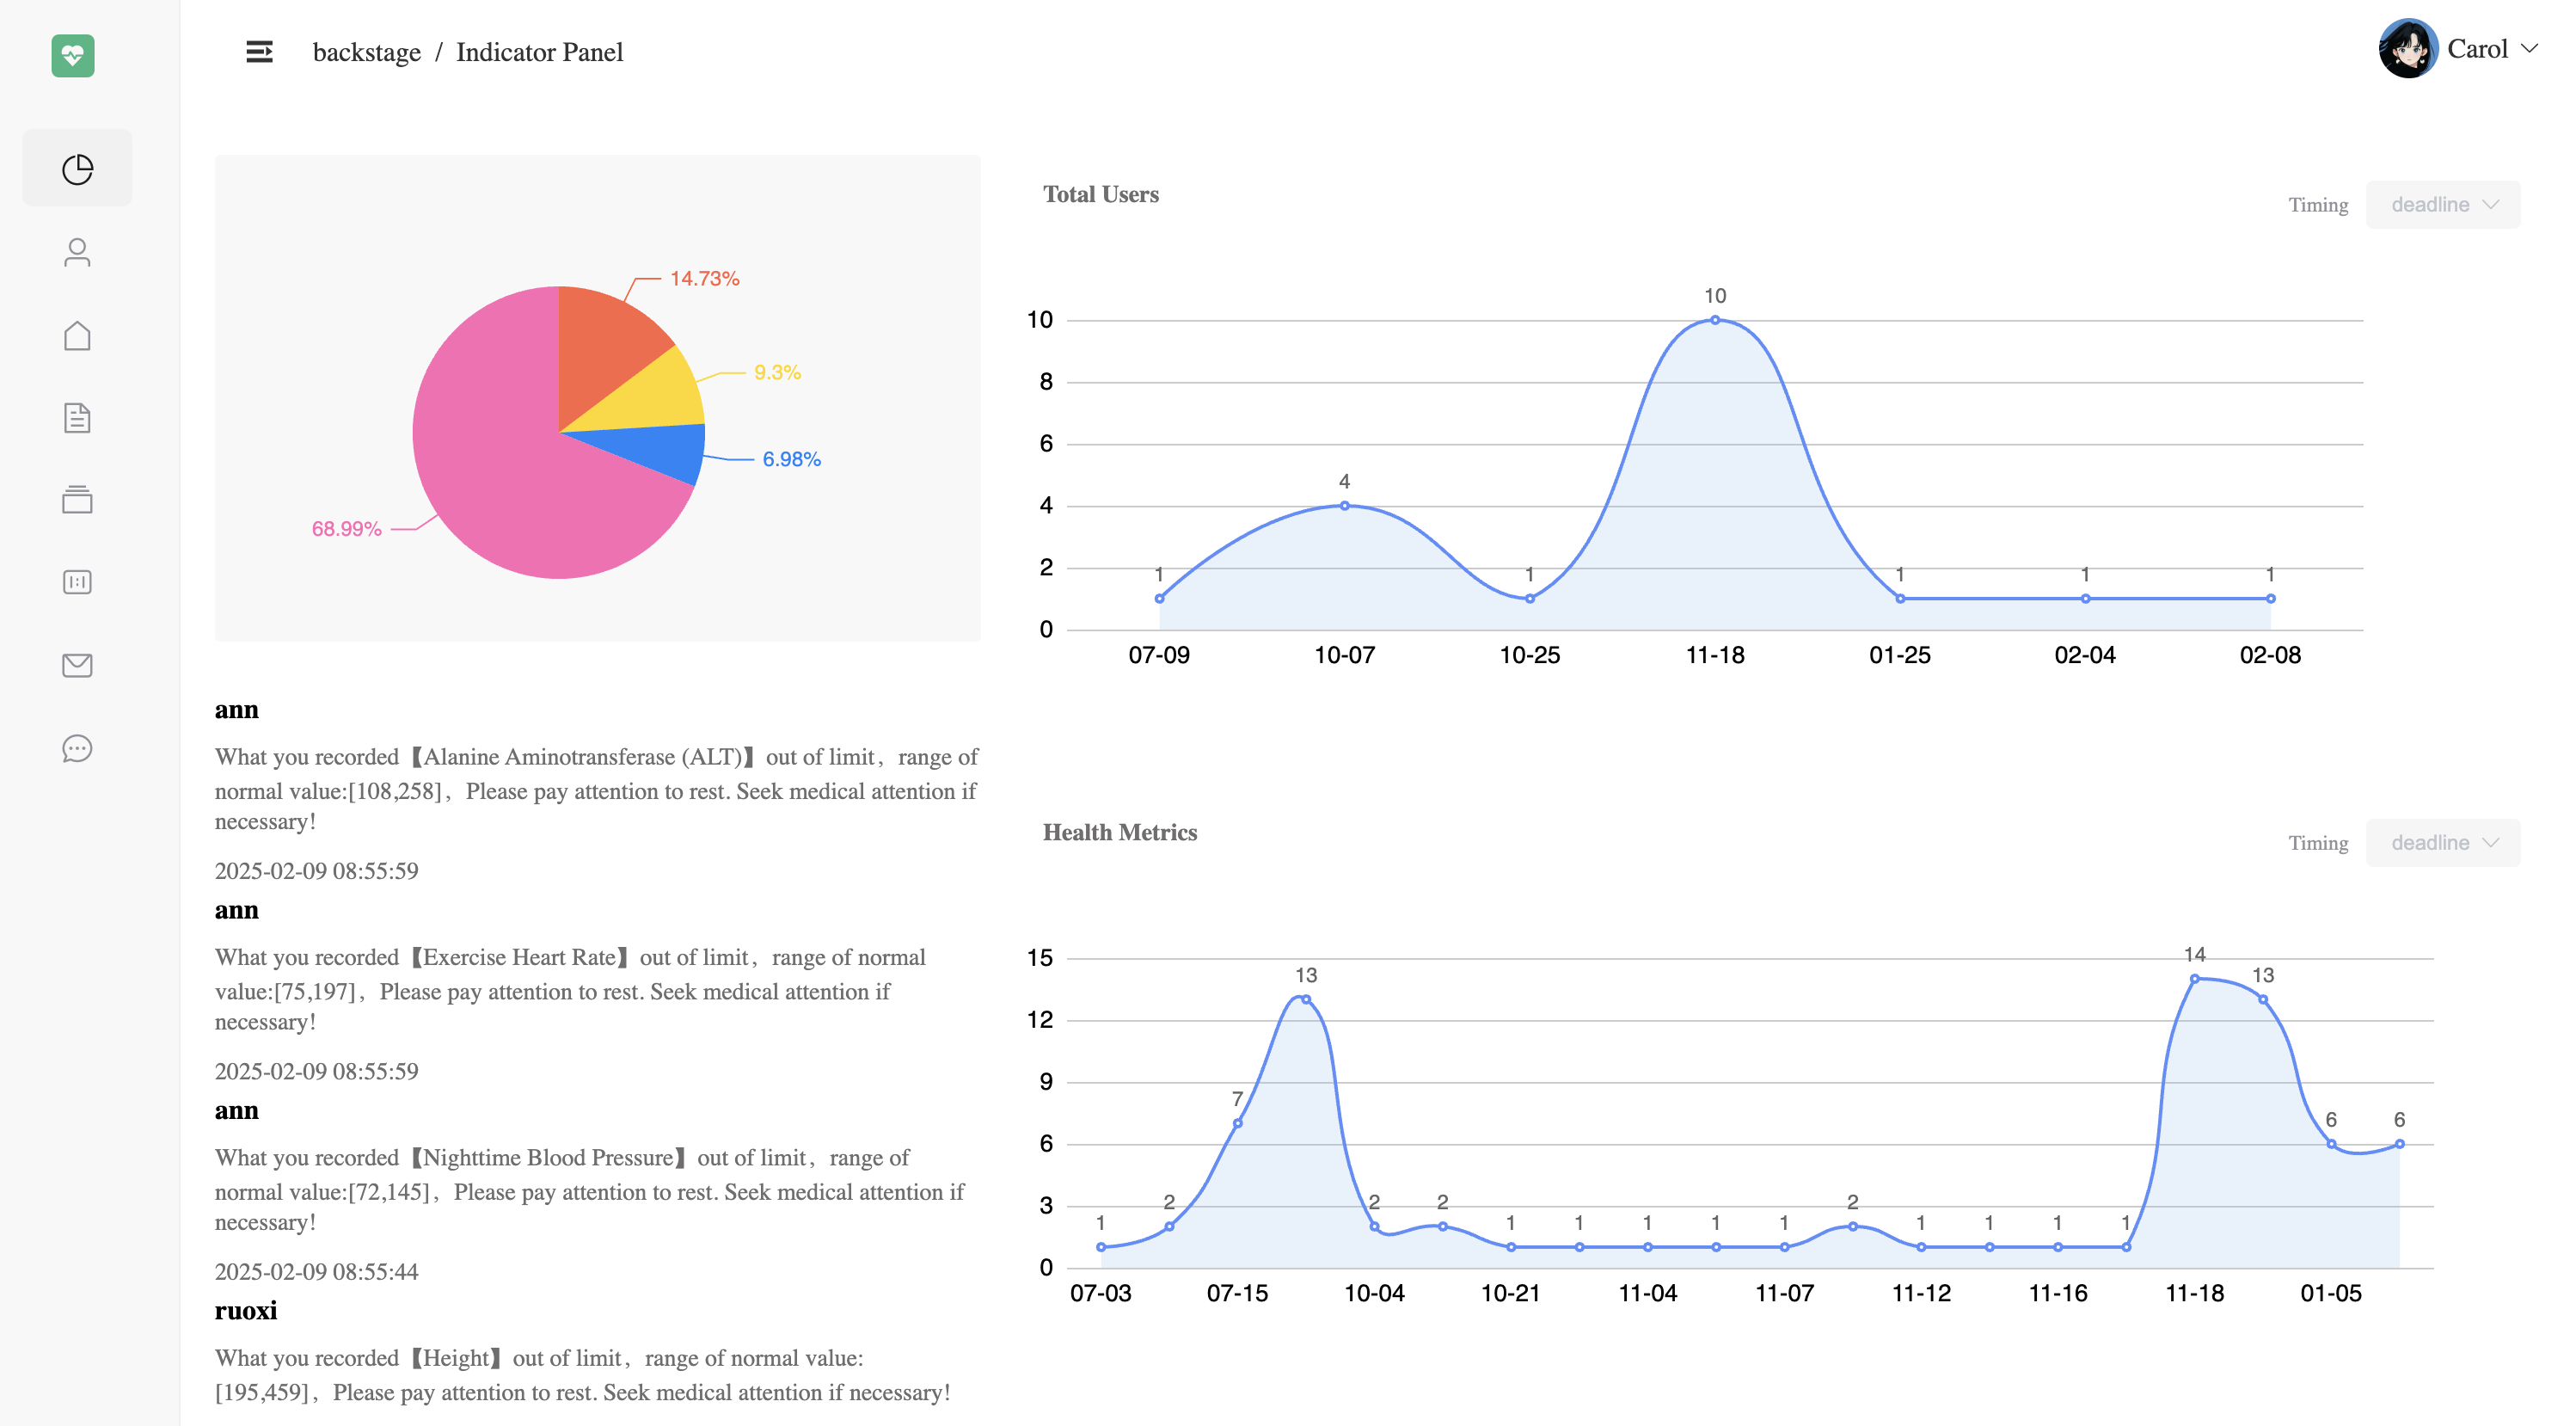 backstage / Indicator Panel
Carol
14.73%
9.3%
6.98%
68.99%
ann
What you recorded【Alanine Aminotransferase (ALT)】out of limit，range of
normal value:[108,258]，Please pay attention to rest. Seek medical attention if
necessary!
2025-02-09 08:55:59
ann
What you recorded【Exercise Heart Rate】out of limit，range of normal
value:[75,197]，Please pay attention to rest. Seek medical attention if
necessary!
2025-02-09 08:55:59
ann
What you recorded【Nighttime Blood Pressure】out of limit，range of
normal value:[72,145]，Please pay attention to rest. Seek medical attention if
necessary!
2025-02-09 08:55:44
ruoxi
What you recorded【Height】out of limit，range of normal value:
[195,459]，Please pay attention to rest. Seek medical attention if necessary!
Total Users
Timing deadline
10
8
6
4
2
0
1 4 1 10 1 1 1
07-09 10-07 10-25 11-18 01-25 02-04 02-08
Health Metrics
Timing deadline
15
12
9
6
3
0
1 2 7 13 2 2 1 1 1 1 1 2 1 1 1 1 14 13 6 6
07-03 07-15 10-04 10-21 11-04 11-07 11-12 11-16 11-18 01-05